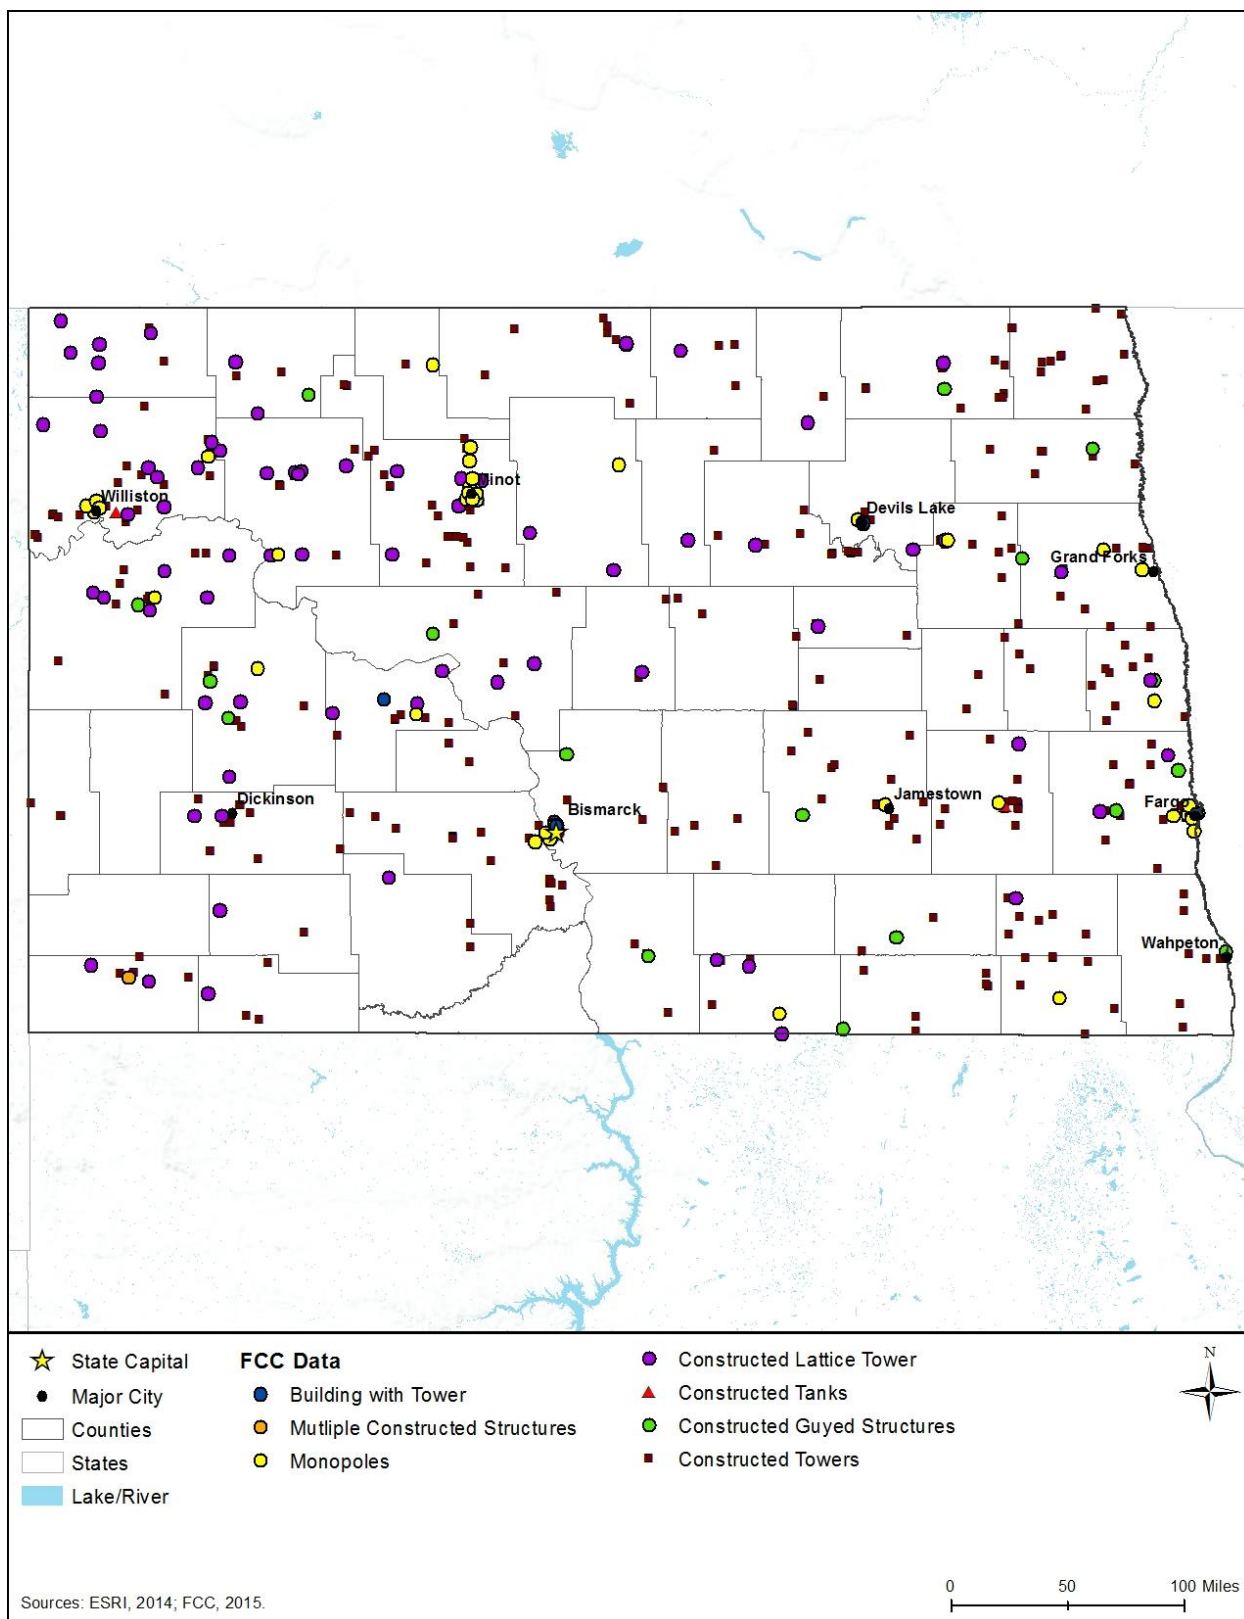 Minot
Williston
Devils Lake
Grand Forks
Dickinson
Bismarck
Jamestown
Fargo
Wahpeton
State Capital
Major City
Counties
States
Lake/River
FCC Data
Building with Tower
Mutliple Constructed Structures
Monopoles
Constructed Lattice Tower
Constructed Tanks
Constructed Guyed Structures
Constructed Towers
N
Sources: ESRI, 2014; FCC, 2015.
0 50 100 Miles